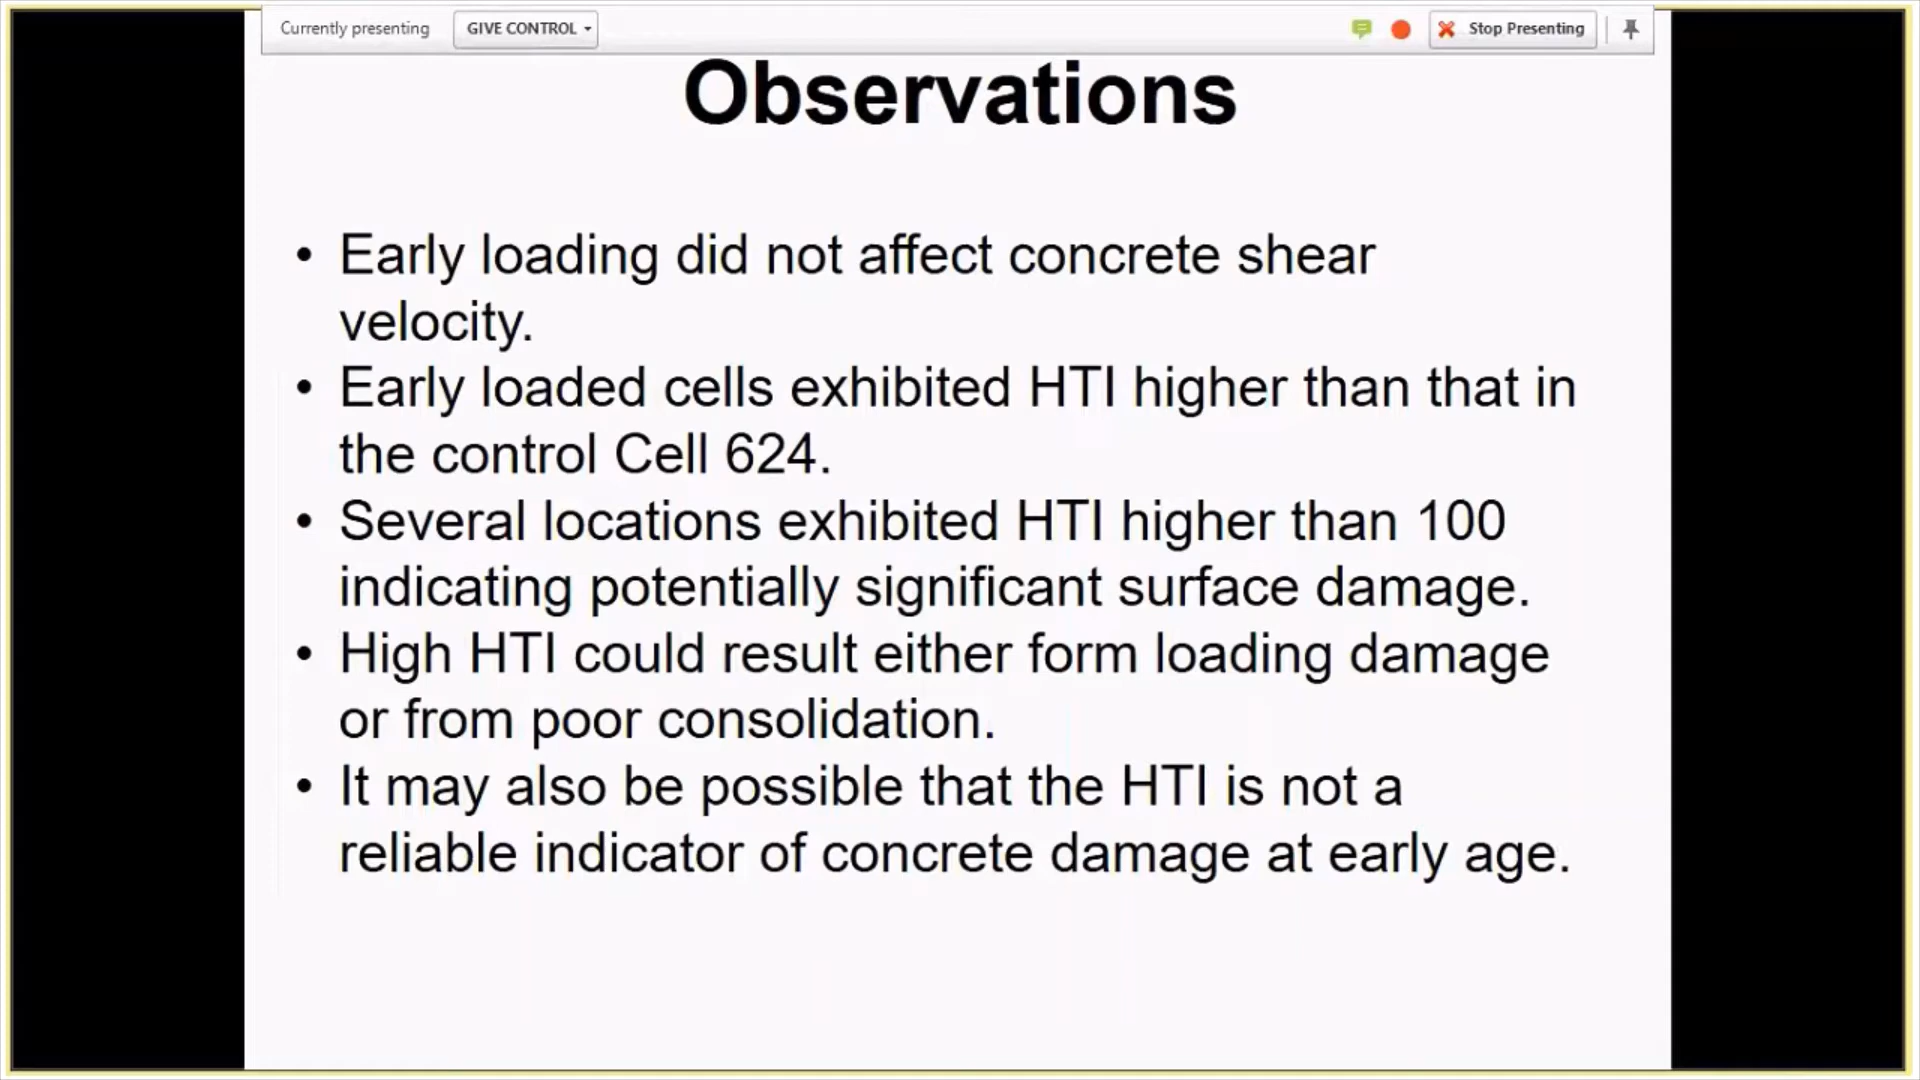 Currently presenting GIVE CONTROL Stop Presenting
Observations
• Early loading did not affect concrete shear
velocity.
• Early loaded cells exhibited HTI higher than that in
the control Cell 624.
• Several locations exhibited HTI higher than 100
indicating potentially significant surface damage.
• High HTI could result either form loading damage
or from poor consolidation.
• It may also be possible that the HTI is not a
reliable indicator of concrete damage at early age.